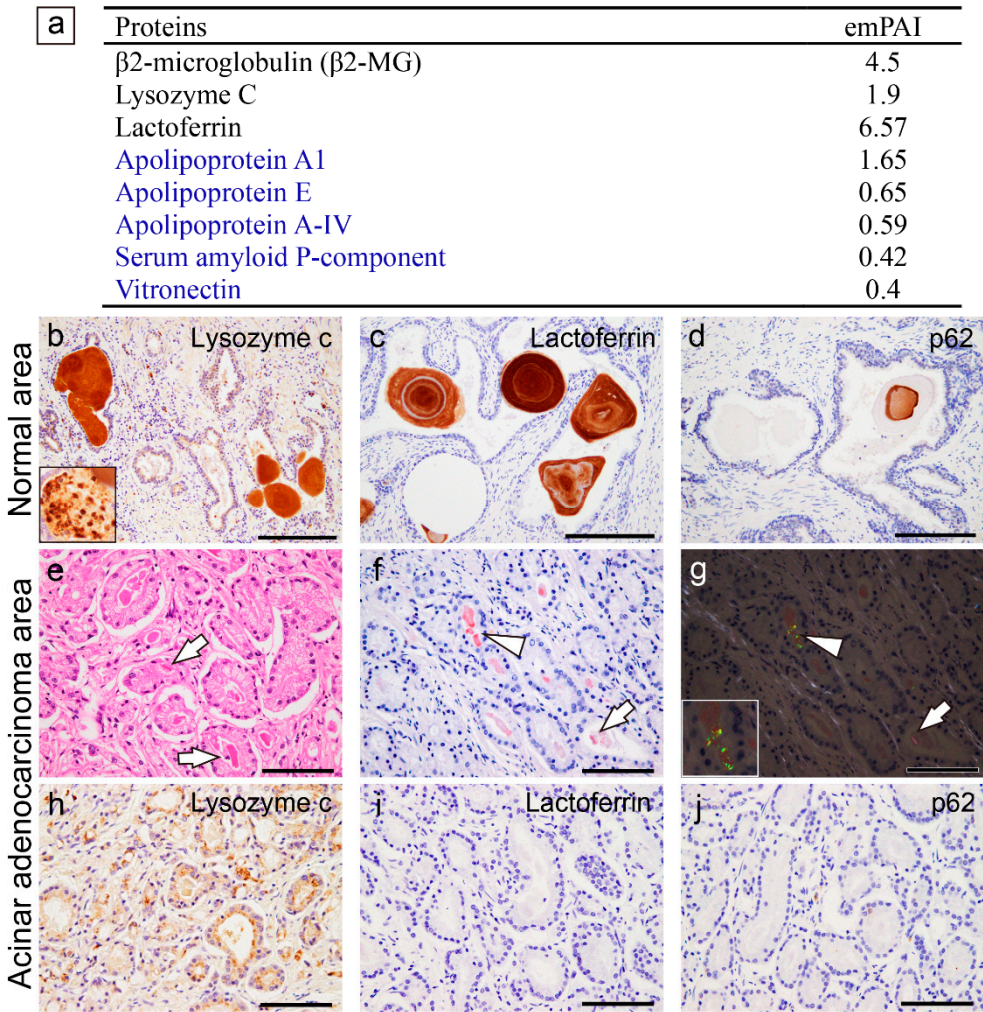 a
Proteins emPAI
β2-microglobulin (β2-MG) 4.5
Lysozyme C 1.9
Lactoferrin 6.57
Apolipoprotein A1 1.65
Apolipoprotein E 0.65
Apolipoprotein A-IV 0.59
Serum amyloid P-component 0.42
Vitronectin 0.4
Normal area
b Lysozyme c
c Lactoferrin
d p62
Acinar adenocarcinoma area
e
f
g
h Lysozyme c
i Lactoferrin
j p62